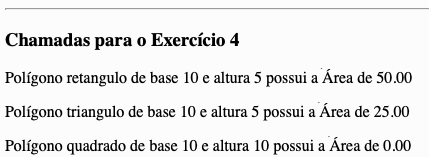 Chamadas para o Exercício 4
Polígono retangulo de base 10 e altura 5 possui a Área de 50.00
Polígono triangulo de base 10 e altura 5 possui a Área de 25.00
Polígono quadrado de base 10 e altura 10 possui a Área de 0.00